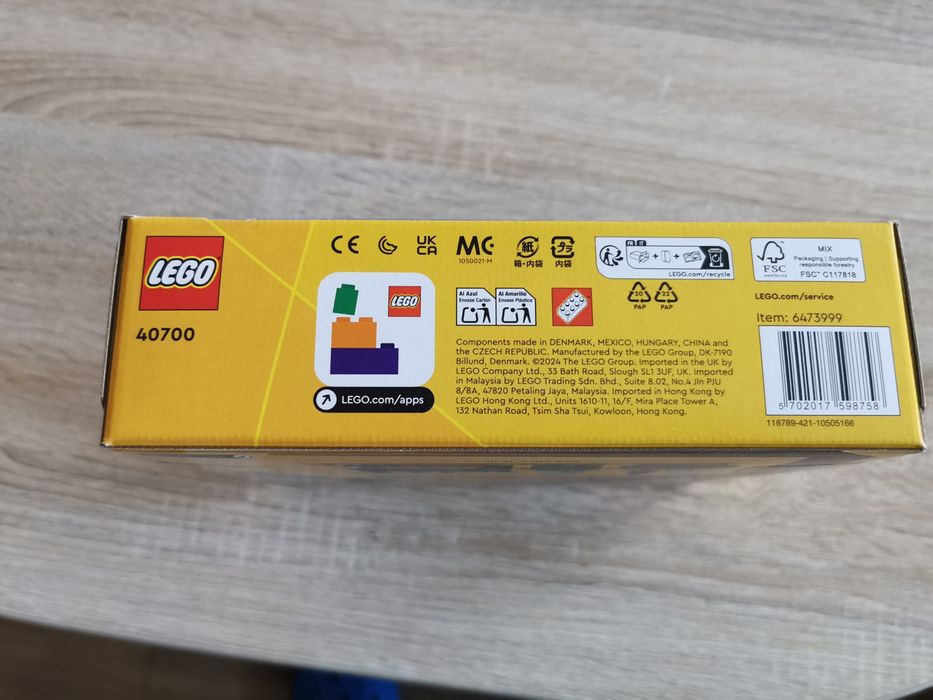 LEGO
40700
CE
UK
CA
MC
1050021-M
紙
箱・内袋
プラ
内袋
FR
LEGO.com/recycle
FSC
www.fsc.org
MIX
Packaging | Supporting
responsible forestry
FSC™ C117818
LEGO
LEGO.com/apps
Al Azul
Envase Cartón
Al Amarillo
Envase Plástico
20
PAP
22
PAP
Components made in DENMARK, MEXICO, HUNGARY, CHINA and
the CZECH REPUBLIC. Manufactured by the LEGO Group, DK-7190
Billund, Denmark. ©2024 The LEGO Group. Imported in the UK by
LEGO Company Ltd., 33 Bath Road, Slough SL1 3UF, UK. Imported
in Malaysia by LEGO Trading Sdn. Bhd., Suite 8.02, No.4 Jln PJU
8/8A, 47820 Petaling Jaya, Malaysia. Imported in Hong Kong by
LEGO Hong Kong Ltd., Units 1610-11, 16/F, Mira Place Tower A,
132 Nathan Road, Tsim Sha Tsui, Kowloon, Hong Kong.
LEGO.com/service
Item: 6473999
5 702017 598758
118789-421-10505166